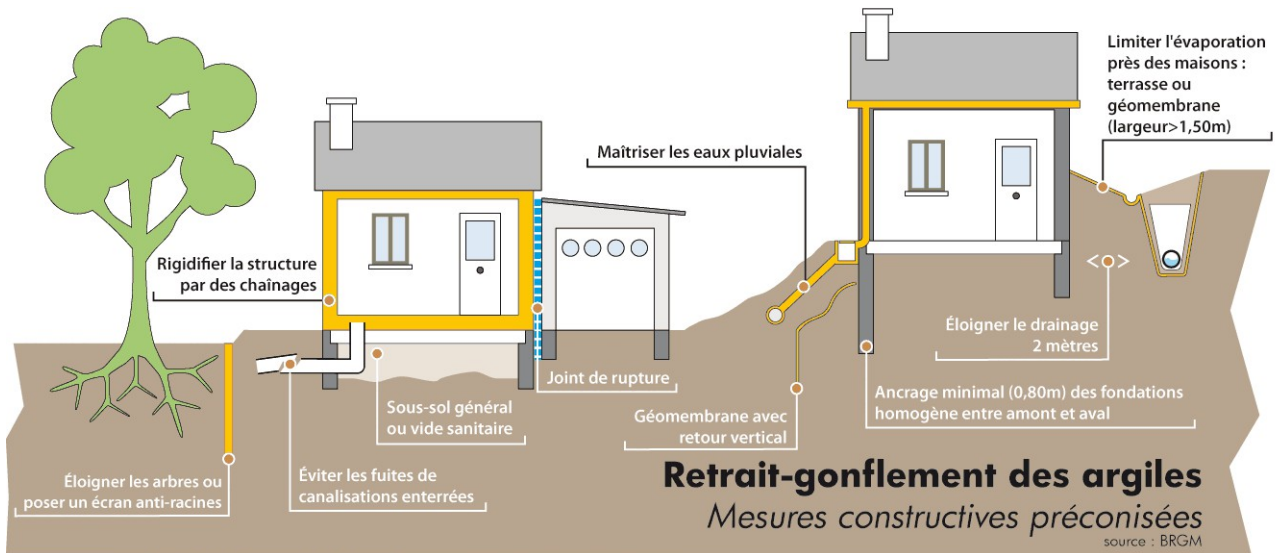 Limiter l'évaporation
près des maisons :
terrasse ou
géomembrane
(largeur>1,50m)
Maîtriser les eaux pluviales
Rigidifier la structure
par des chaînages
Éloigner le drainage
2 mètres
Joint de rupture
Ancrage minimal (0,80m) des fondations
homogène entre amont et aval
Sous-sol général
ou vide sanitaire
Géomembrane avec
retour vertical
Éloigner les arbres ou
poser un écran anti-racines
Éviter les fuites de
canalisations enterrées
Retrait-gonflement des argiles
Mesures constructives préconisées
source : BRGM